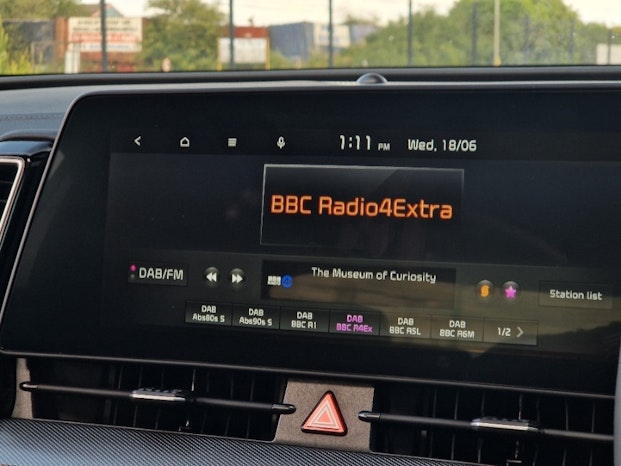 1:11 PM Wed, 18/06
BBC Radio4Extra
DAB/FM
The Museum of Curiosity
Station list
DAB
Abs80s S
DAB
Abs90s S
DAB
BBC R1
DAB
BBC R4Ex
DAB
BBC R5L
DAB
BBC R6M
1/2